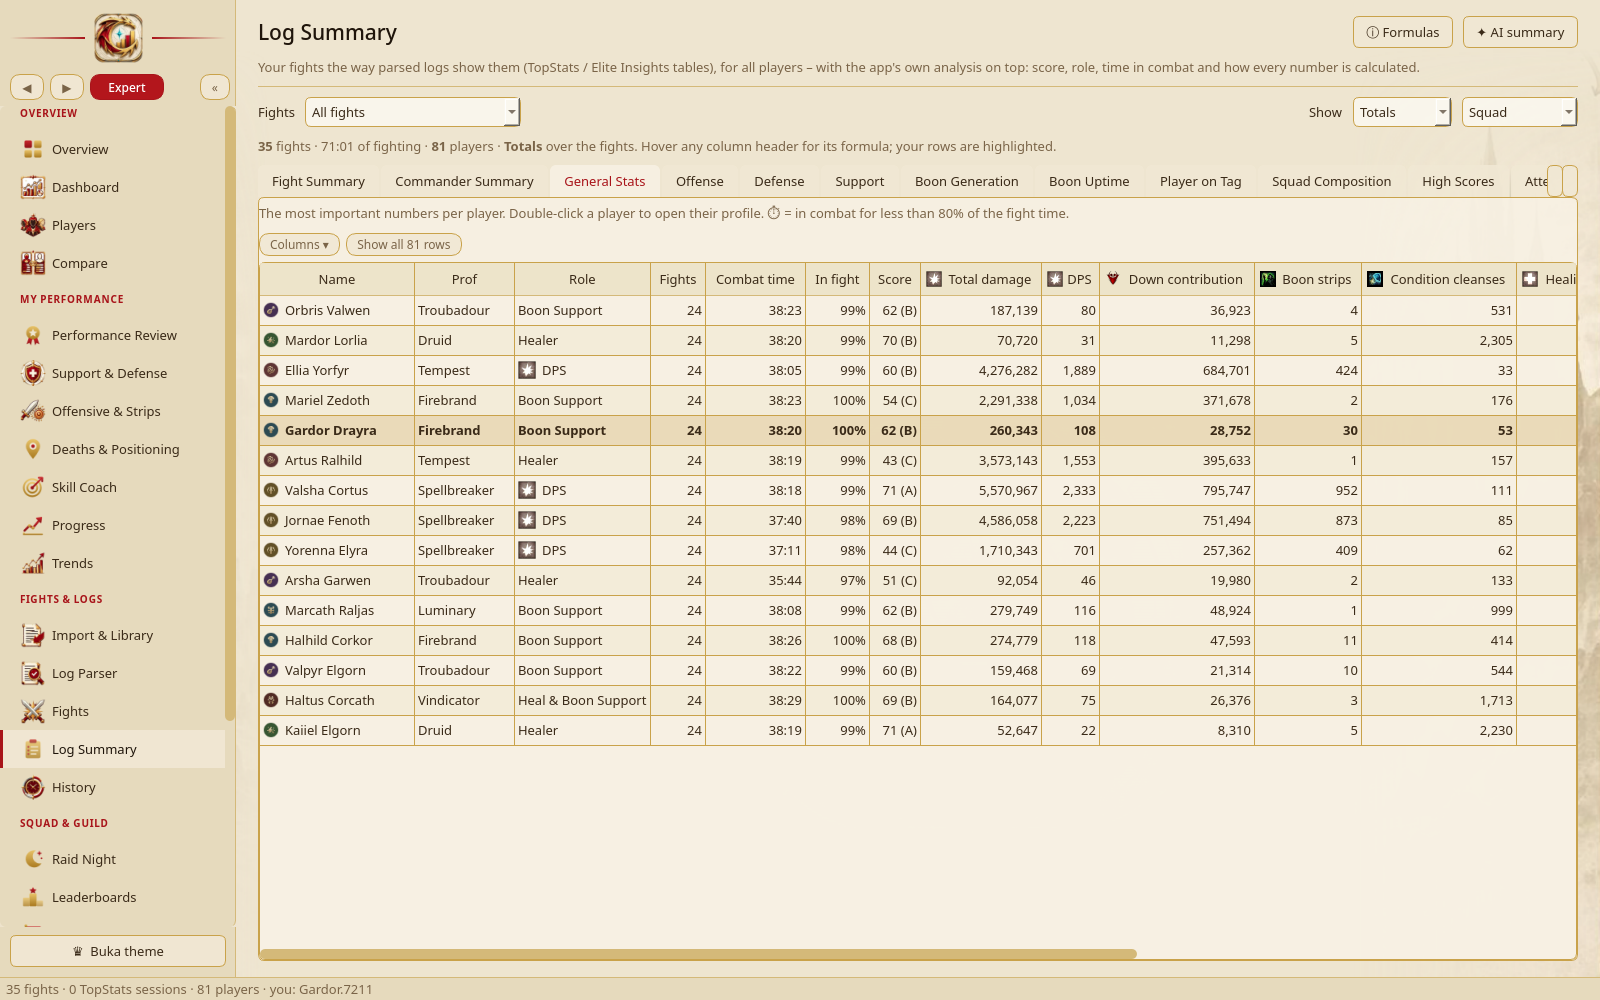 Log Summary
ⓘ Formulas
✦ AI summary
◀
▶
Expert
«
Your fights the way parsed logs show them (TopStats / Elite Insights tables), for all players – with the app's own analysis on top: score, role, time in combat and how every number is calculated.
OVERVIEW
Overview
Dashboard
Players
Compare
MY PERFORMANCE
Performance Review
Support & Defense
Offensive & Strips
Deaths & Positioning
Skill Coach
Progress
Trends
FIGHTS & LOGS
Import & Library
Log Parser
Fights
Log Summary
History
SQUAD & GUILD
Raid Night
Leaderboards
♛ Buka theme
Fights All fights Show Totals Squad
35 fights · 71:01 of fighting · 81 players · Totals over the fights. Hover any column header for its formula; your rows are highlighted.
Fight Summary Commander Summary General Stats Offense Defense Support Boon Generation Boon Uptime Player on Tag Squad Composition High Scores Atte
The most important numbers per player. Double-click a player to open their profile. ⏱ = in combat for less than 80% of the fight time.
Columns ▾ Show all 81 rows
Name Prof Role Fights Combat time In fight Score Total damage DPS Down contribution Boon strips Condition cleanses Heali
Orbris Valwen Troubadour Boon Support 24 38:23 99% 62 (B) 187,139 80 36,923 4 531
Mardor Lorlia Druid Healer 24 38:20 99% 70 (B) 70,720 31 11,298 5 2,305
Ellia Yorfyr Tempest DPS 24 38:05 99% 60 (B) 4,276,282 1,889 684,701 424 33
Mariel Zedoth Firebrand Boon Support 24 38:23 100% 54 (C) 2,291,338 1,034 371,678 2 176
Gardor Drayra Firebrand Boon Support 24 38:20 100% 62 (B) 260,343 108 28,752 30 53
Artus Ralhild Tempest Healer 24 38:19 99% 43 (C) 3,573,143 1,553 395,633 1 157
Valsha Cortus Spellbreaker DPS 24 38:18 99% 71 (A) 5,570,967 2,333 795,747 952 111
Jornae Fenoth Spellbreaker DPS 24 37:40 98% 69 (B) 4,586,058 2,223 751,494 873 85
Yorenna Elyra Spellbreaker DPS 24 37:11 98% 44 (C) 1,710,343 701 257,362 409 62
Arsha Garwen Troubadour Healer 24 35:44 97% 51 (C) 92,054 46 19,980 2 133
Marcath Raljas Luminary Boon Support 24 38:08 99% 62 (B) 279,749 116 48,924 1 999
Halhild Corkor Firebrand Boon Support 24 38:26 100% 68 (B) 274,779 118 47,593 11 414
Valpyr Elgorn Troubadour Boon Support 24 38:22 99% 60 (B) 159,468 69 21,314 10 544
Haltus Corcath Vindicator Heal & Boon Support 24 38:29 100% 69 (B) 164,077 75 26,376 3 1,713
Kaiiel Elgorn Druid Healer 24 38:19 99% 71 (A) 52,647 22 8,310 5 2,230
35 fights · 0 TopStats sessions · 81 players · you: Gardor.7211